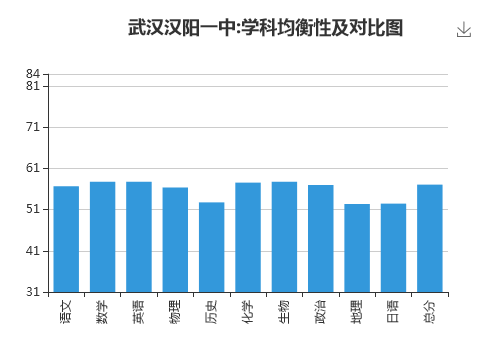 武汉汉阳一中:学科均衡性及对比图
84
81
71
61
51
41
31
语文
数学
英语
物理
历史
化学
生物
政治
地理
日语
总分